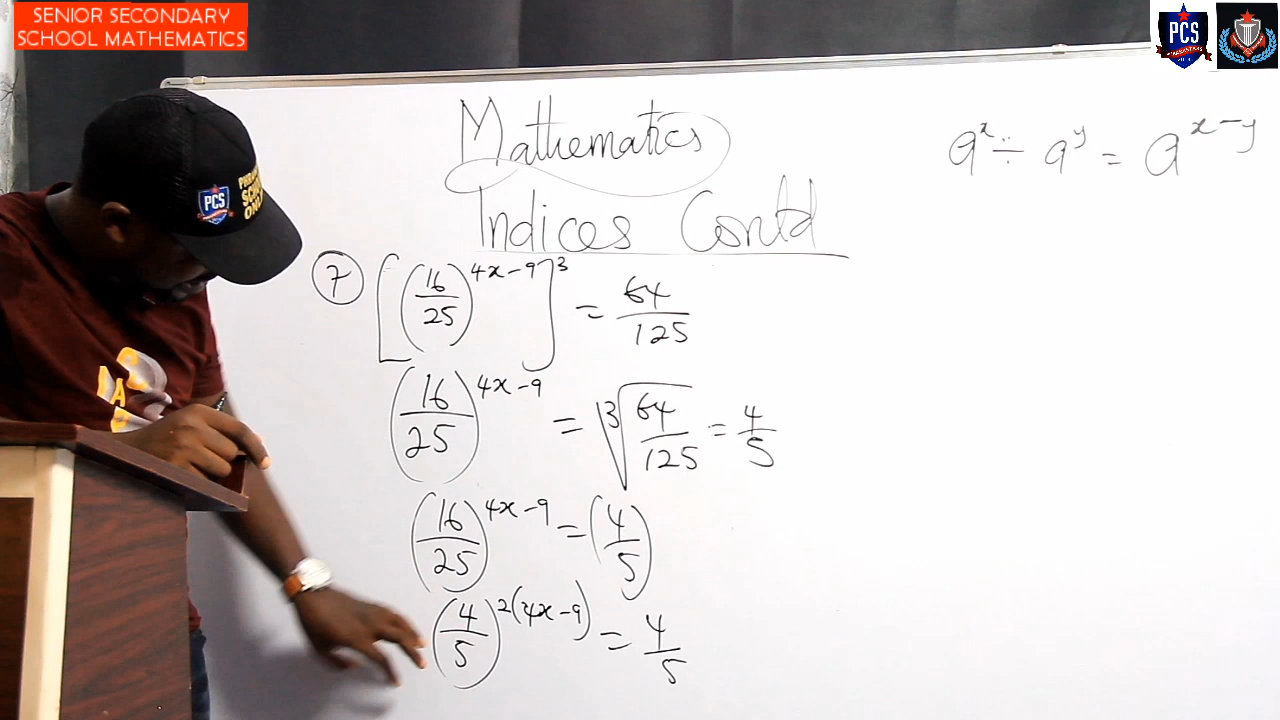 SENIOR SECONDARY
SCHOOL MATHEMATICS
PCS
PCS
Mathematics
a^x ÷ a^y = a^(x-y)
Indices Contd
7 [(16/25)^(4x-9)]^3 = 64/125
(16/25)^(4x-9) = ∛(64/125) = 4/5
(16/25)^(4x-9) = (4/5)
(4/5)^(2(4x-9)) = 4/5